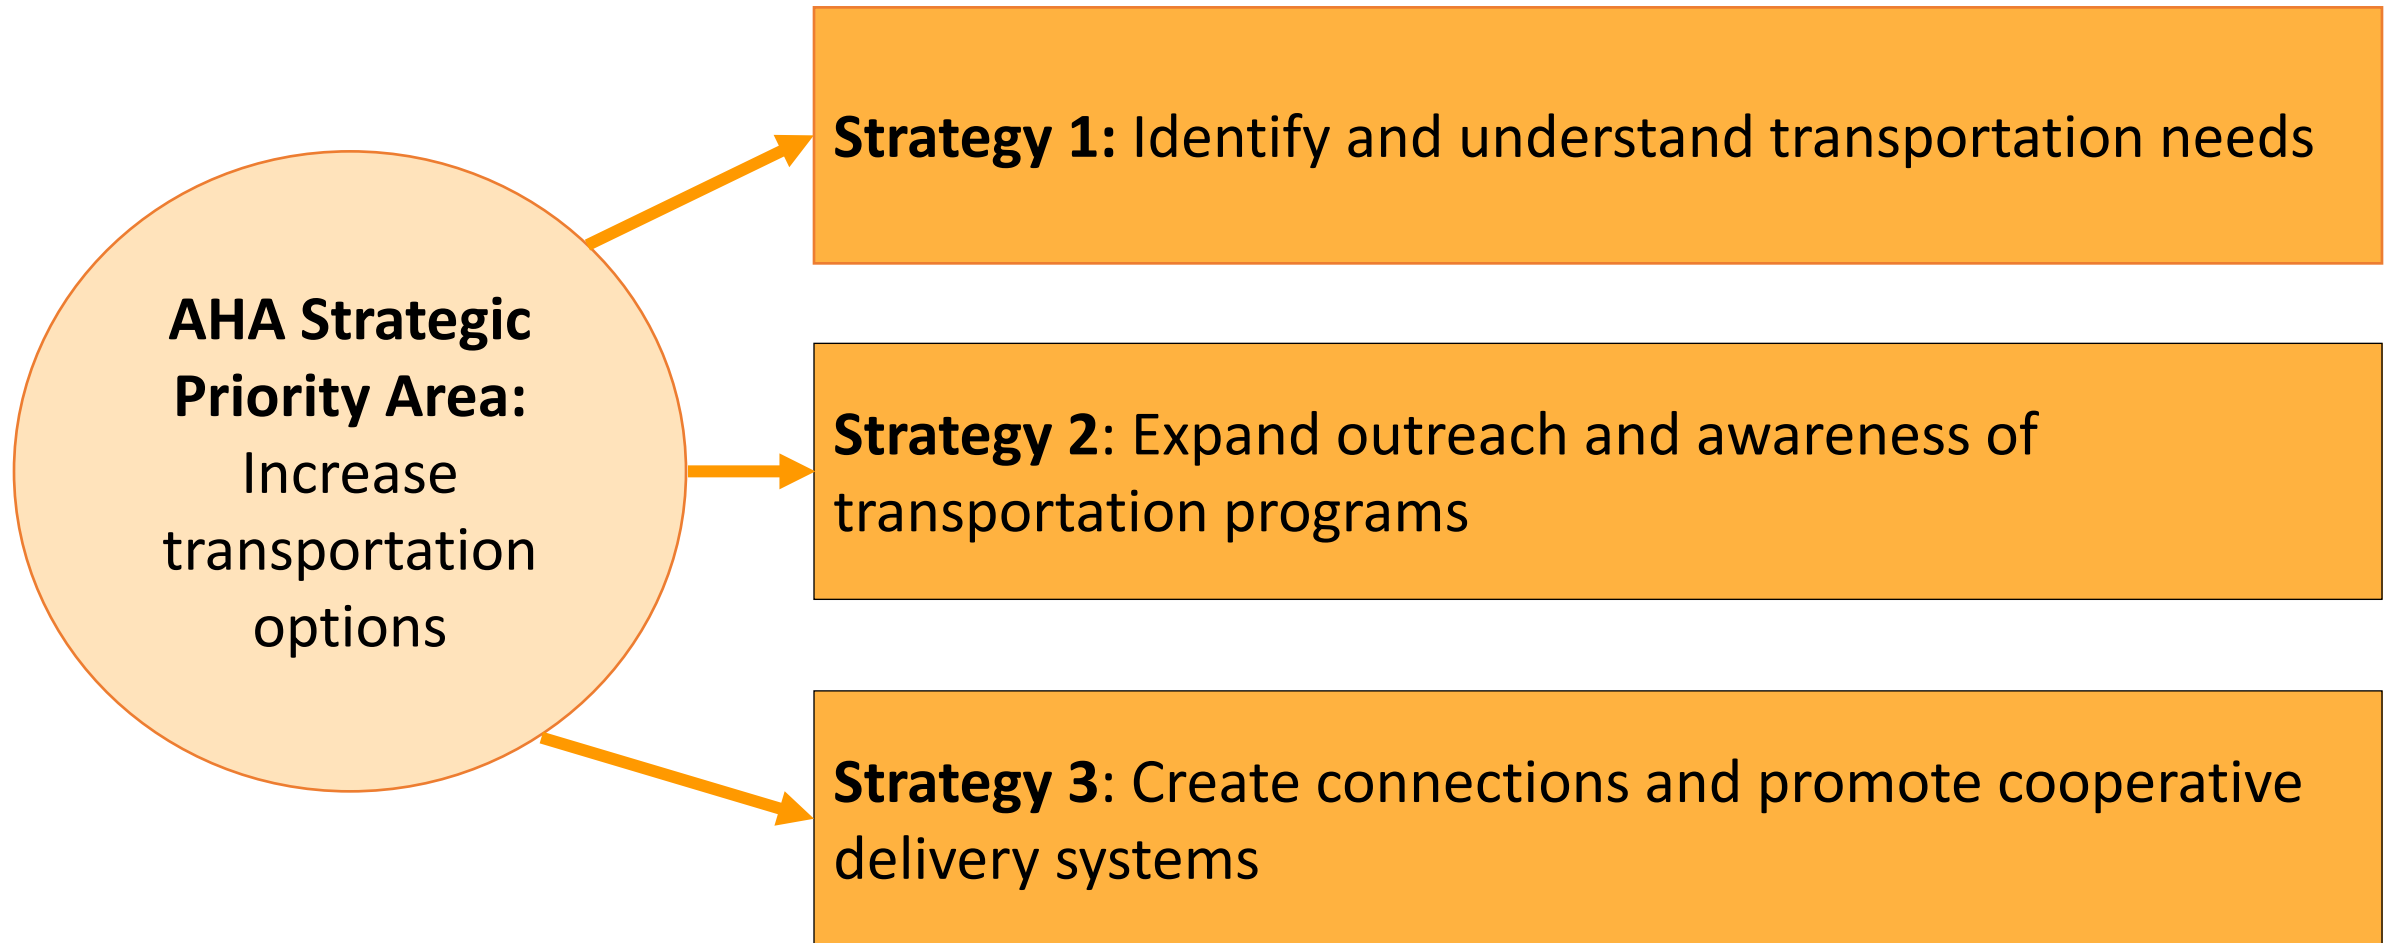 AHA Strategic
Priority Area:
Increase
transportation
options
Strategy 1: Identify and understand transportation needs
Strategy 2: Expand outreach and awareness of
transportation programs
Strategy 3: Create connections and promote cooperative
delivery systems